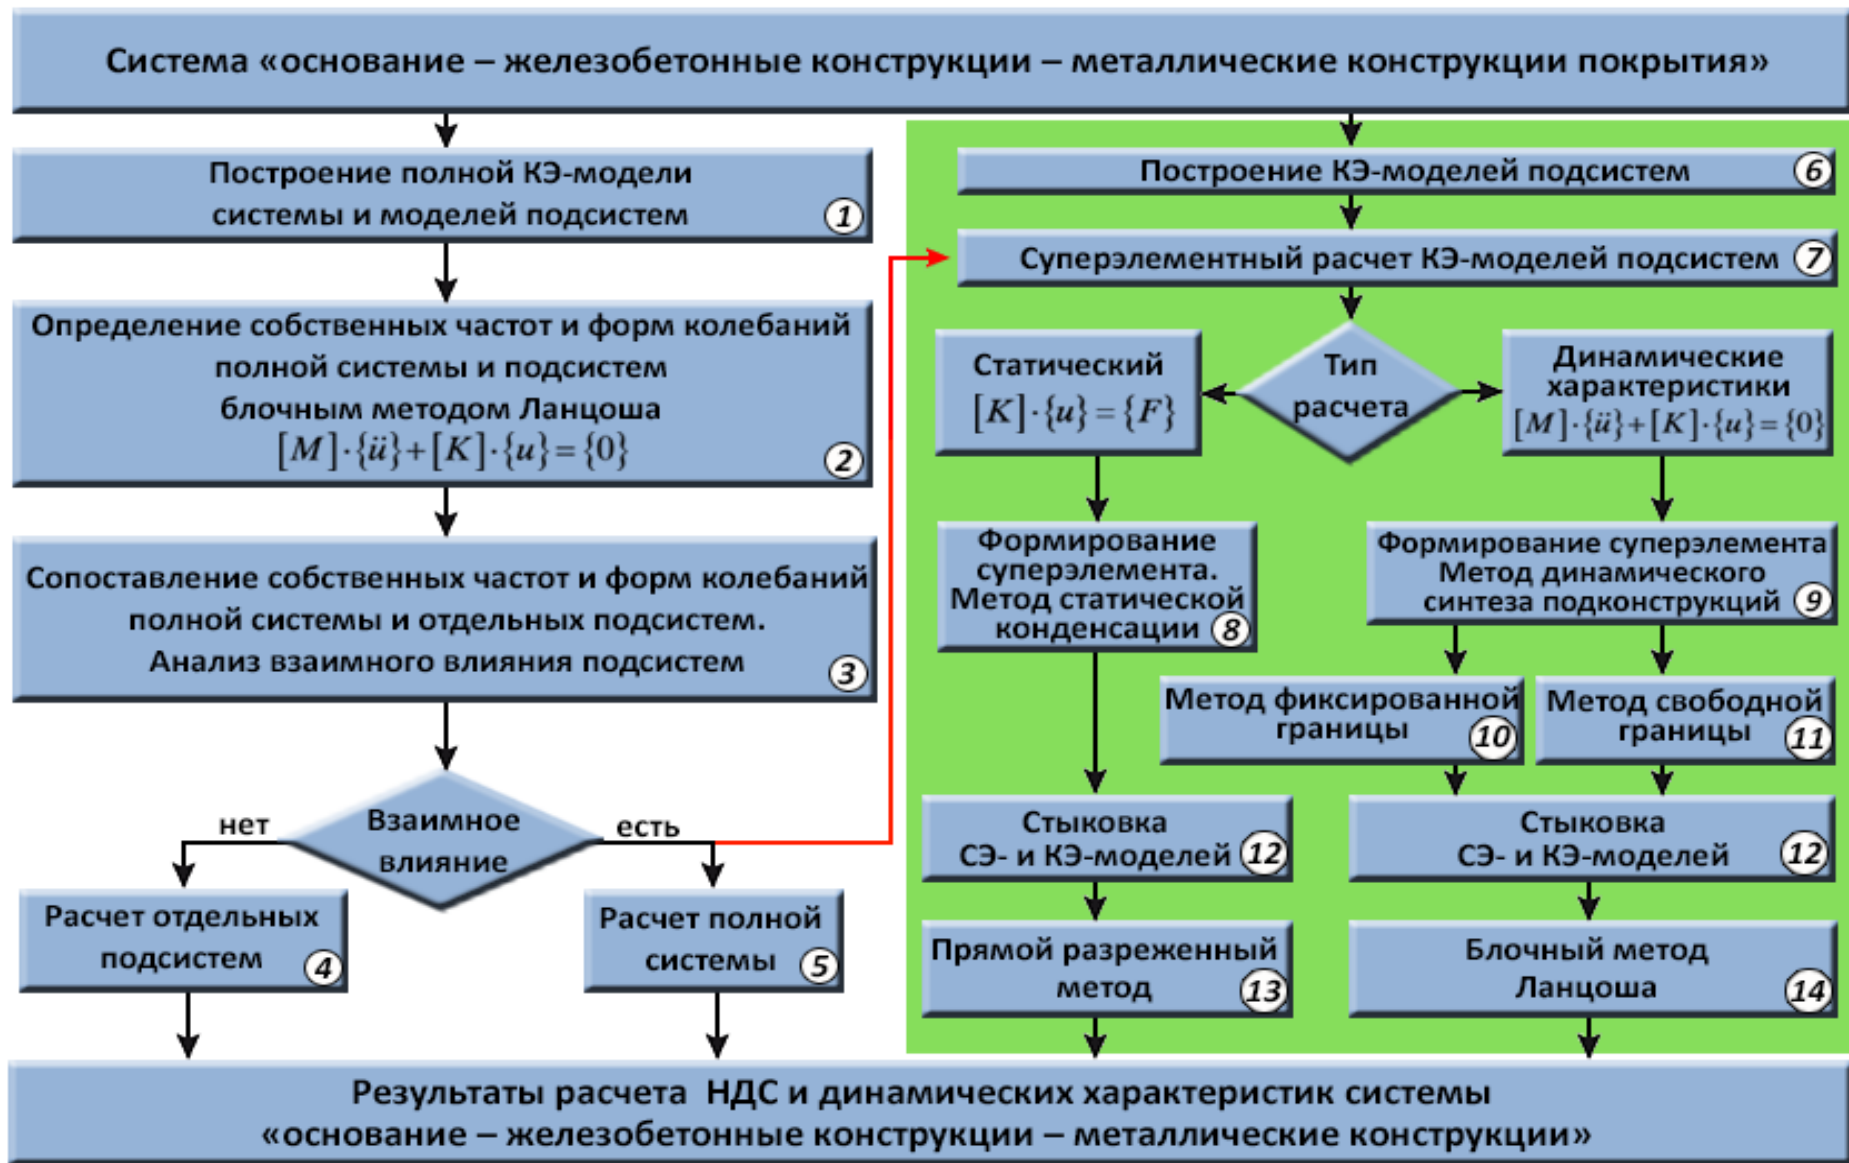 Система «основание – железобетонные конструкции – металлические конструкции покрытия»
Построение полной КЭ-модели
системы и моделей подсистем
1
Определение собственных частот и форм колебаний
полной системы и подсистем
блочным методом Ланцоша
[M]·{ü}+[K]·{u}={0}
2
Сопоставление собственных частот и форм колебаний
полной системы и отдельных подсистем.
Анализ взаимного влияния подсистем
3
Взаимное
влияние
нет
есть
Расчет отдельных
подсистем
4
Расчет полной
системы
5
Построение КЭ-моделей подсистем
6
Суперэлементный расчет КЭ-моделей подсистем
7
Тип
расчета
Статический
[K]·{u}={F}
Динамические
характеристики
[M]·{ü}+[K]·{u}={0}
Формирование
суперэлемента.
Метод статической
конденсации
8
Формирование суперэлемента
Метод динамического
синтеза подконструкций
9
Метод фиксированной
границы
10
Метод свободной
границы
11
Стыковка
СЭ- и КЭ-моделей
12
Стыковка
СЭ- и КЭ-моделей
12
Прямой разреженный
метод
13
Блочный метод
Ланцоша
14
Результаты расчета НДС и динамических характеристик системы
«основание – железобетонные конструкции – металлические конструкции»